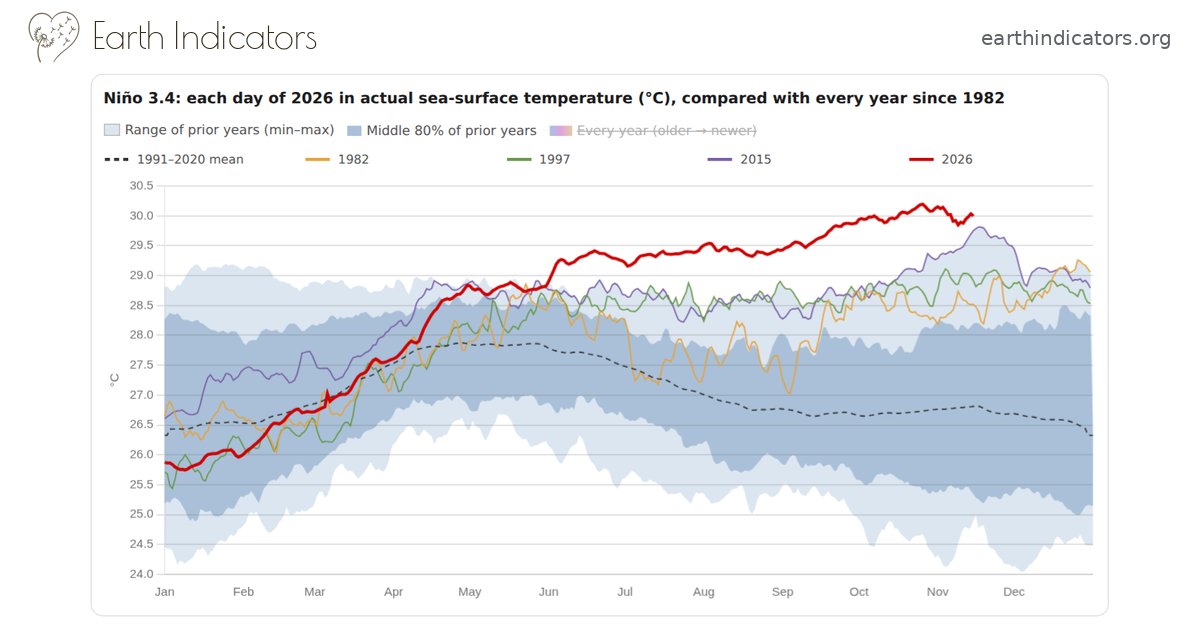 Earth Indicators
earthindicators.org
Niño 3.4: each day of 2026 in actual sea-surface temperature (°C), compared with every year since 1982
Range of prior years (min–max) Middle 80% of prior years Every year (older → newer)
1991–2020 mean 1982 1997 2015 2026
30.5
30.0
29.5
29.0
28.5
28.0
27.5
27.0
26.5
26.0
25.5
25.0
24.5
24.0
°C
Jan Feb Mar Apr May Jun Jul Aug Sep Oct Nov Dec